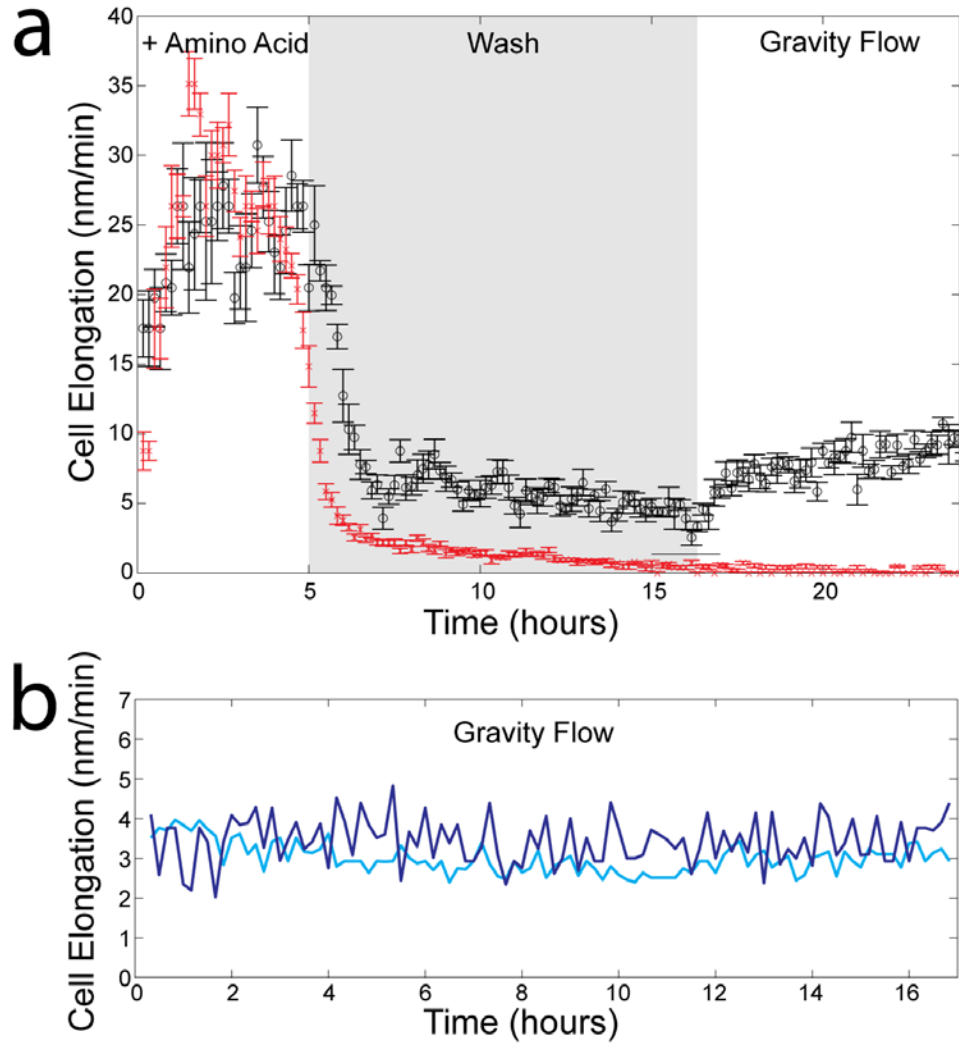 a
+ Amino Acid Wash Gravity Flow
Cell Elongation (nm/min)
40
35
30
25
20
15
10
5
0
0 5 10 15 20
Time (hours)
b
Gravity Flow
Cell Elongation (nm/min)
7
6
5
4
3
2
1
0
0 2 4 6 8 10 12 14 16
Time (hours)